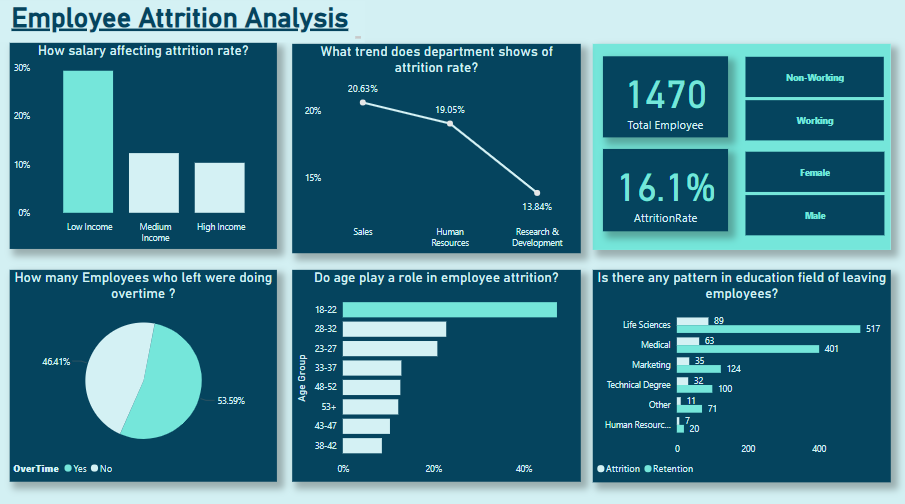 Employee Attrition Analysis
How salary affecting attrition rate?
30%
20%
10%
0%
Low Income
Medium
Income
High Income
What trend does department shows of
attrition rate?
20%
15%
20.63%
19.05%
13.84%
Sales
Human
Resources
Research &
Development
1470
Total Employee
16.1%
AttritionRate
Non-Working
Working
Female
Male
How many Employees who left were doing
overtime ?
46.41%
53.59%
OverTime Yes No
Do age play a role in employee attrition?
Age Group
18-22
28-32
23-27
33-37
48-52
53+
43-47
38-42
0% 20% 40%
Is there any pattern in education field of leaving
employees?
Life Sciences 89 517
Medical 63 401
Marketing 35 124
Technical Degree 32 100
Other 11 71
Human Resourc... 7 20
0 200 400
Attrition Retention